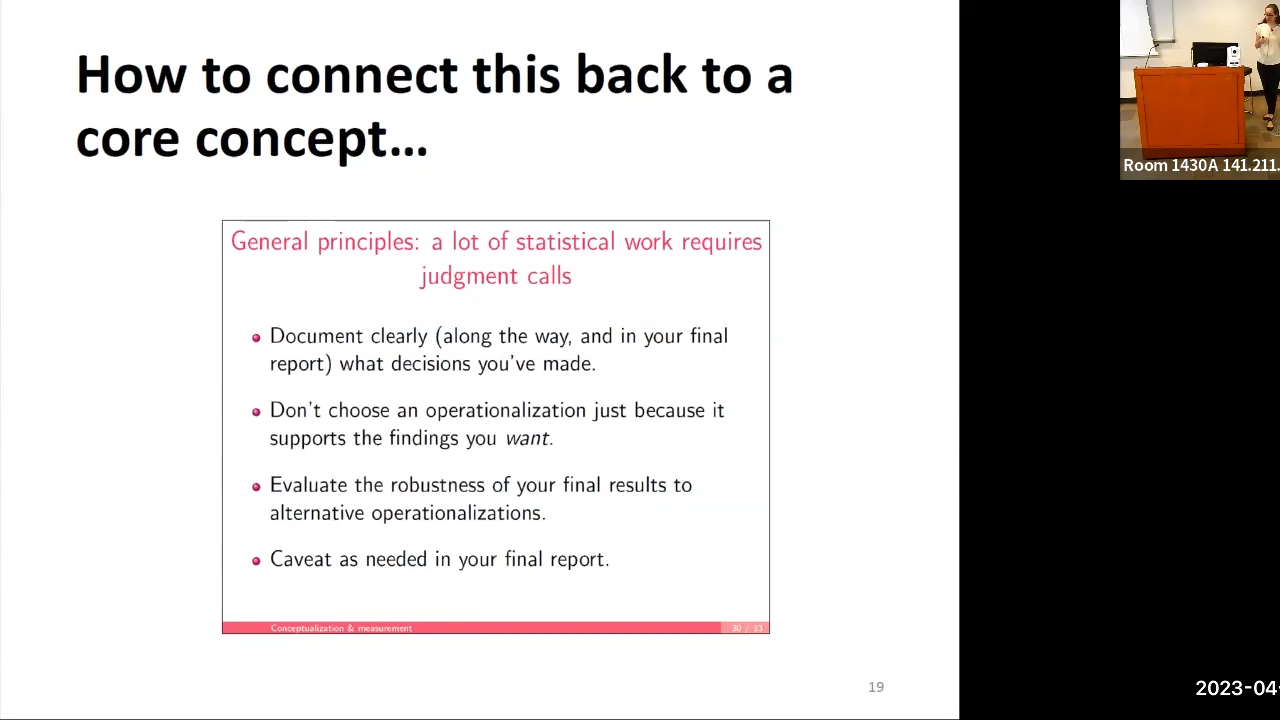 How to connect this back to a
core concept...
General principles: a lot of statistical work requires
judgment calls
Document clearly (along the way, and in your final
report) what decisions you've made.
Don't choose an operationalization just because it
supports the findings you want.
Evaluate the robustness of your final results to
alternative operationalizations.
Caveat as needed in your final report.
Conceptualization & measurement
30 / 33
19
Room 1430A 141.211.
2023-04-